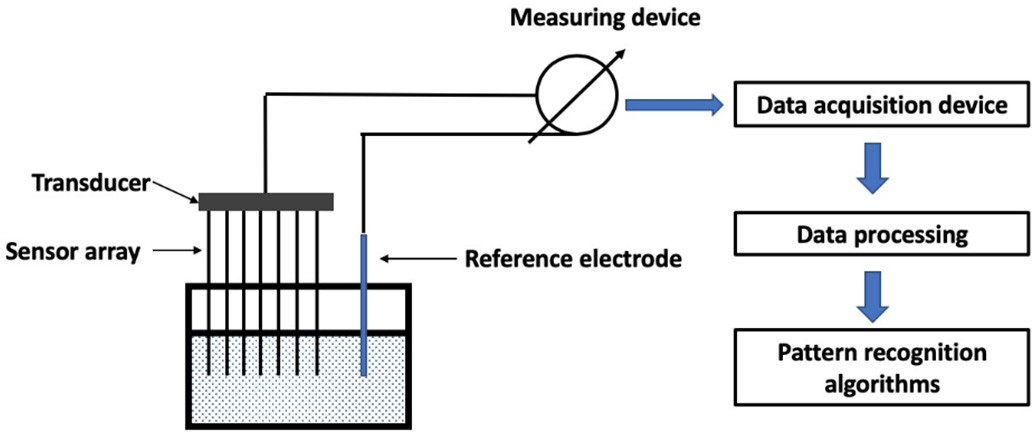 Measuring device
Data acquisition device
Transducer
Sensor array
Reference electrode
Data processing
Pattern recognition
algorithms